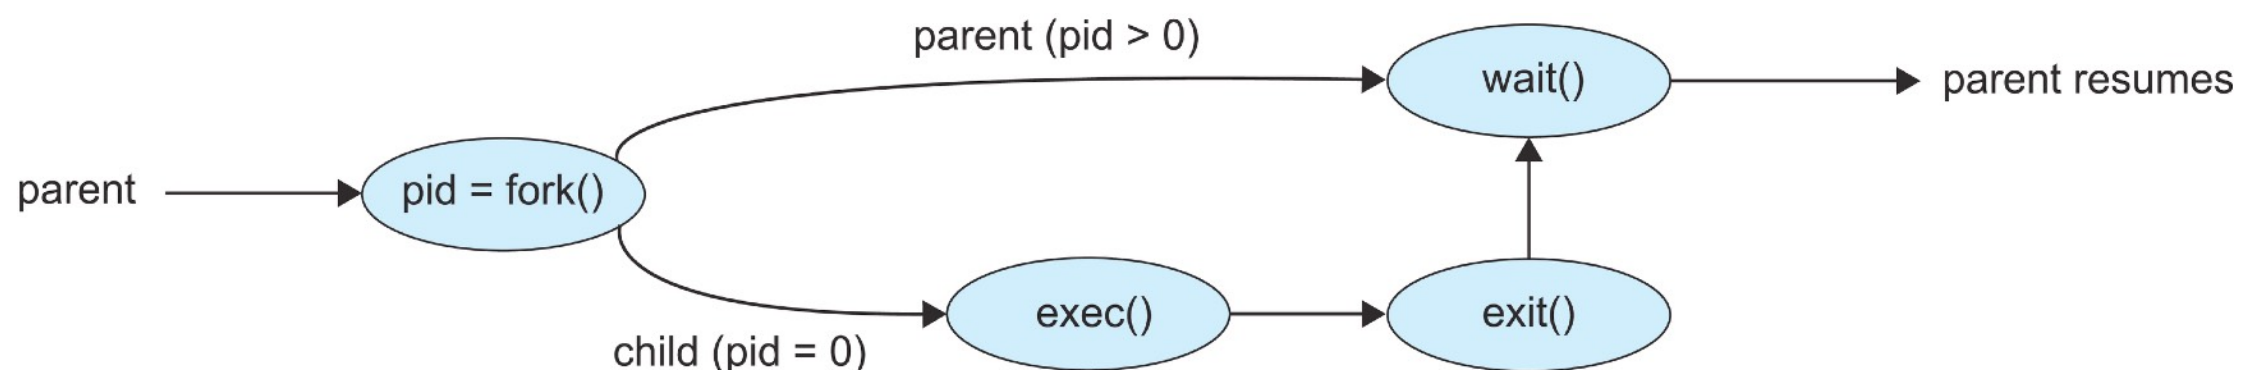 parent (pid > 0)
wait()
parent resumes
parent
pid = fork()
exec()
exit()
child (pid = 0)